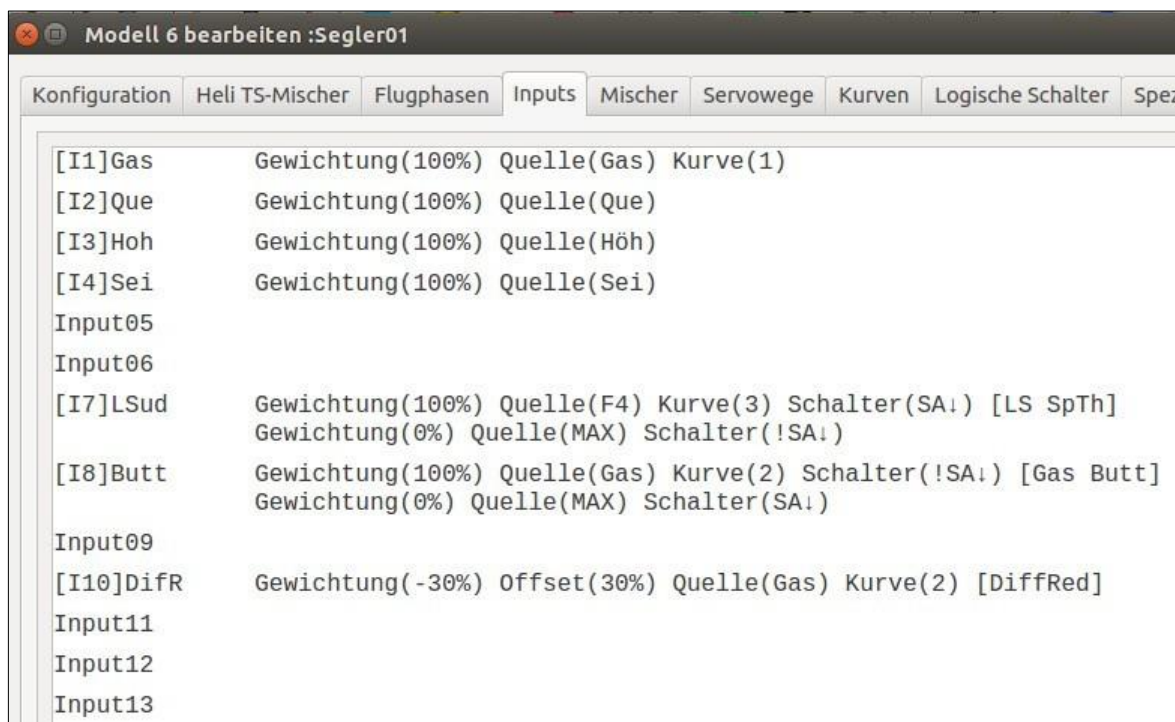 Modell 6 bearbeiten :Segler01
Konfiguration Heli TS-Mischer Flugphasen Inputs Mischer Servowege Kurven Logische Schalter Spez
[I1]Gas Gewichtung(100%) Quelle(Gas) Kurve(1)
[I2]Que Gewichtung(100%) Quelle(Que)
[I3]Hoh Gewichtung(100%) Quelle(Höh)
[I4]Sei Gewichtung(100%) Quelle(Sei)
Input05
Input06
[I7]LSud Gewichtung(100%) Quelle(F4) Kurve(3) Schalter(SA↓) [LS SpTh]
Gewichtung(0%) Quelle(MAX) Schalter(!SA↓)
[I8]Butt Gewichtung(100%) Quelle(Gas) Kurve(2) Schalter(!SA↓) [Gas Butt]
Gewichtung(0%) Quelle(MAX) Schalter(SA↓)
Input09
[I10]DifR Gewichtung(-30%) Offset(30%) Quelle(Gas) Kurve(2) [DiffRed]
Input11
Input12
Input13